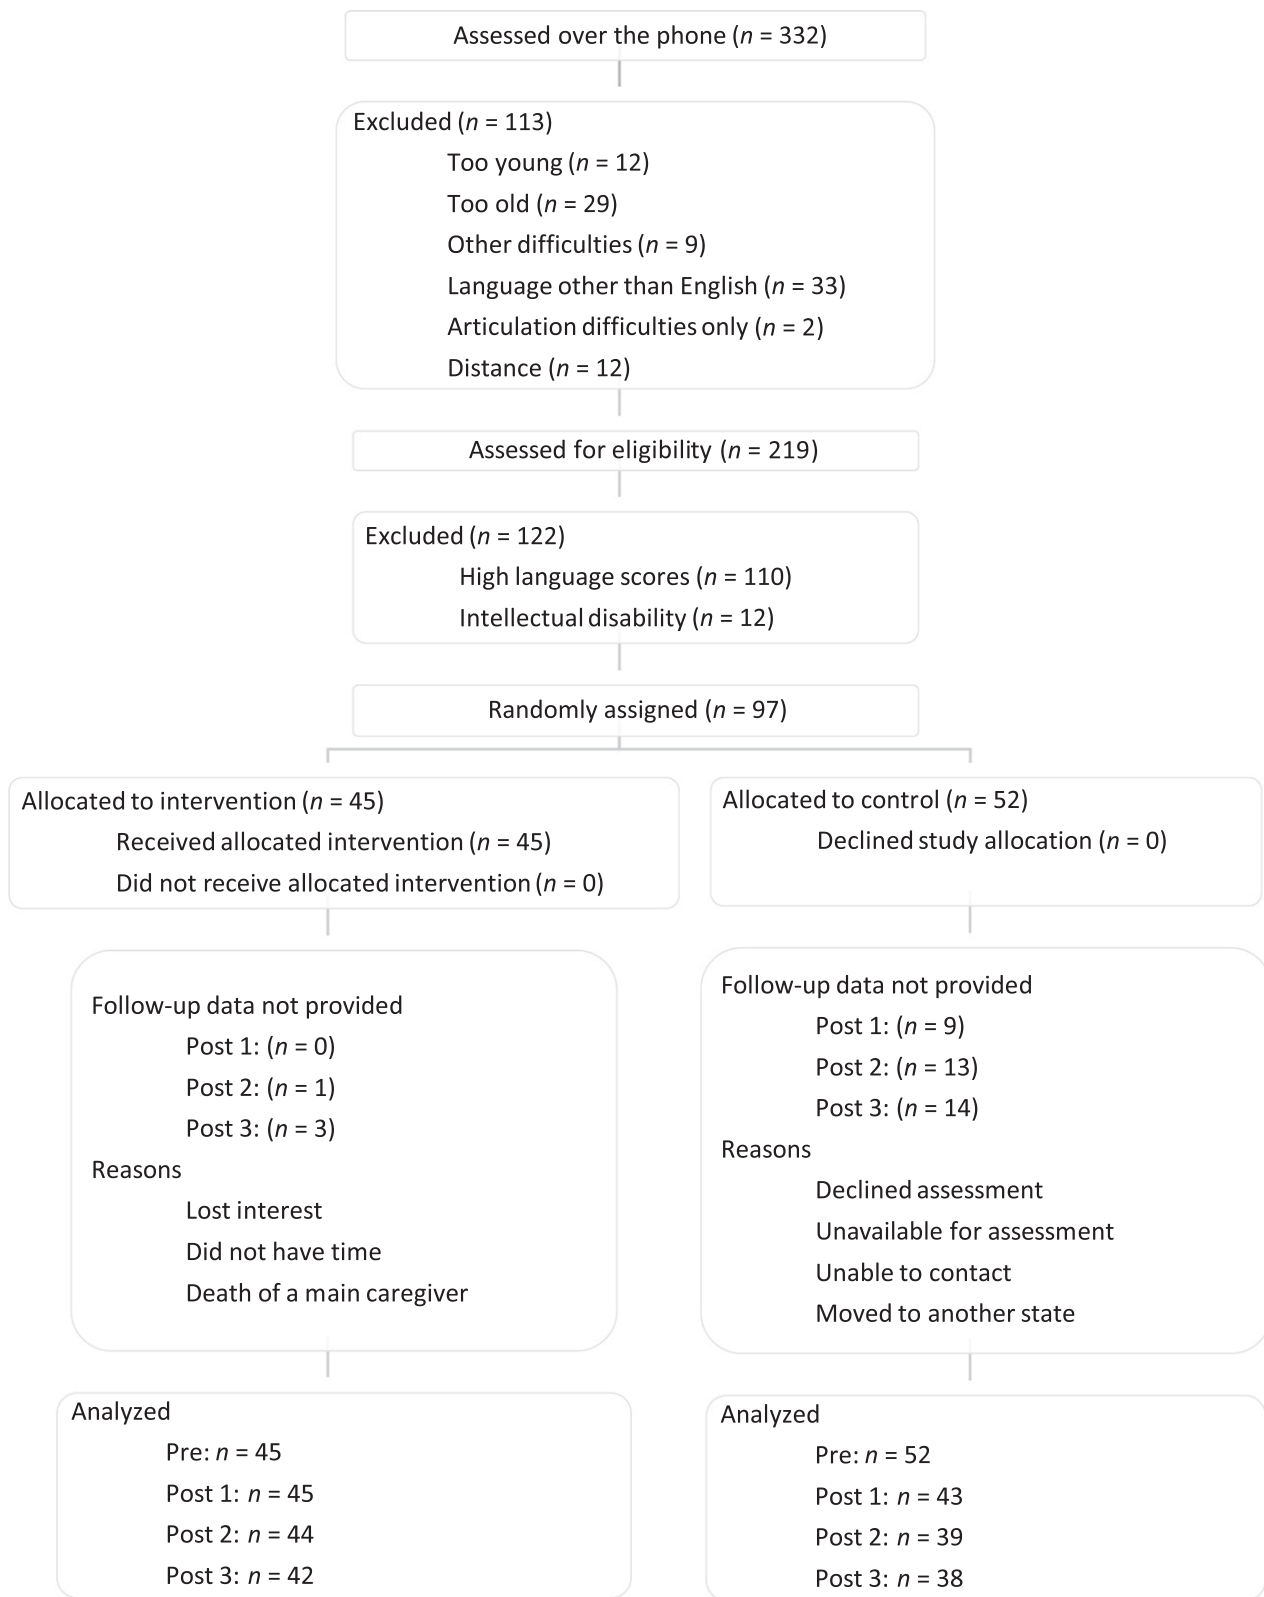 Assessed over the phone (n = 332)
Excluded (n = 113)
Too young (n = 12)
Too old (n = 29)
Other difficulties (n = 9)
Language other than English (n = 33)
Articulation difficulties only (n = 2)
Distance (n = 12)
Assessed for eligibility (n = 219)
Excluded (n = 122)
High language scores (n = 110)
Intellectual disability (n = 12)
Randomly assigned (n = 97)
Allocated to intervention (n = 45)
Received allocated intervention (n = 45)
Did not receive allocated intervention (n = 0)
Allocated to control (n = 52)
Declined study allocation (n = 0)
Follow-up data not provided
Post 1: (n = 0)
Post 2: (n = 1)
Post 3: (n = 3)
Reasons
Lost interest
Did not have time
Death of a main caregiver
Follow-up data not provided
Post 1: (n = 9)
Post 2: (n = 13)
Post 3: (n = 14)
Reasons
Declined assessment
Unavailable for assessment
Unable to contact
Moved to another state
Analyzed
Pre: n = 45
Post 1: n = 45
Post 2: n = 44
Post 3: n = 42
Analyzed
Pre: n = 52
Post 1: n = 43
Post 2: n = 39
Post 3: n = 38